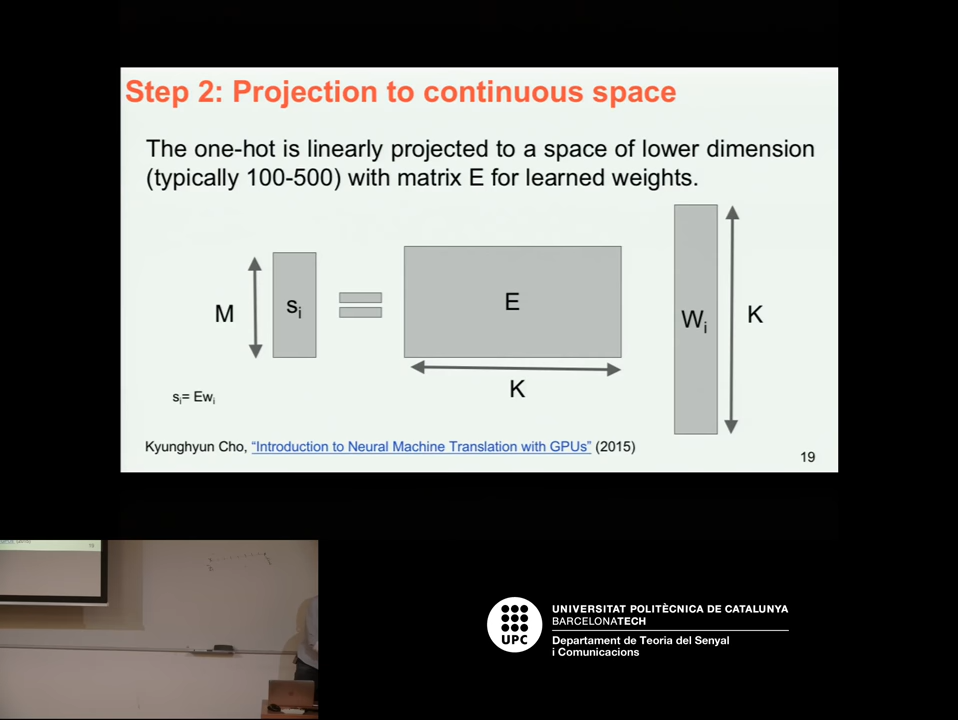 Step 2: Projection to continuous space
The one-hot is linearly projected to a space of lower dimension
(typically 100-500) with matrix E for learned weights.
M
si
E
K
Wi
K
si= Ewi
Kyunghyun Cho, “Introduction to Neural Machine Translation with GPUs” (2015)
19
UPC
UNIVERSITAT POLITÈCNICA DE CATALUNYA
BARCELONATECH
Departament de Teoria del Senyal
i Comunicacions